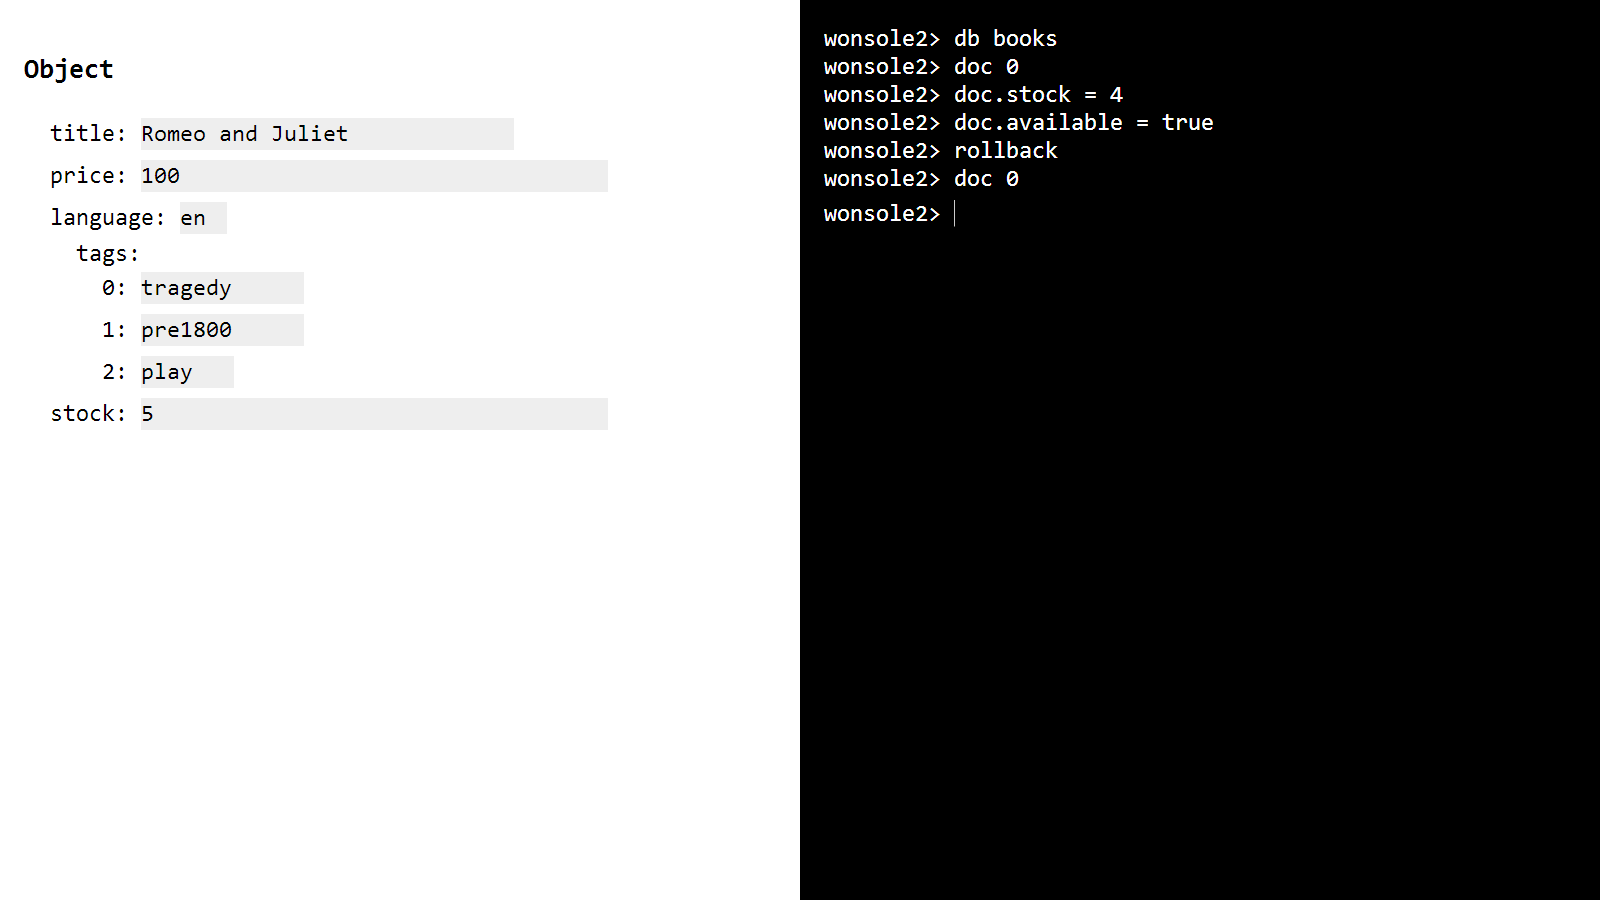 Object
title: Romeo and Juliet
price: 100
language: en
tags:
0: tragedy
1: pre1800
2: play
stock: 5
wonsole2> db books
wonsole2> doc 0
wonsole2> doc.stock = 4
wonsole2> doc.available = true
wonsole2> rollback
wonsole2> doc 0
wonsole2>